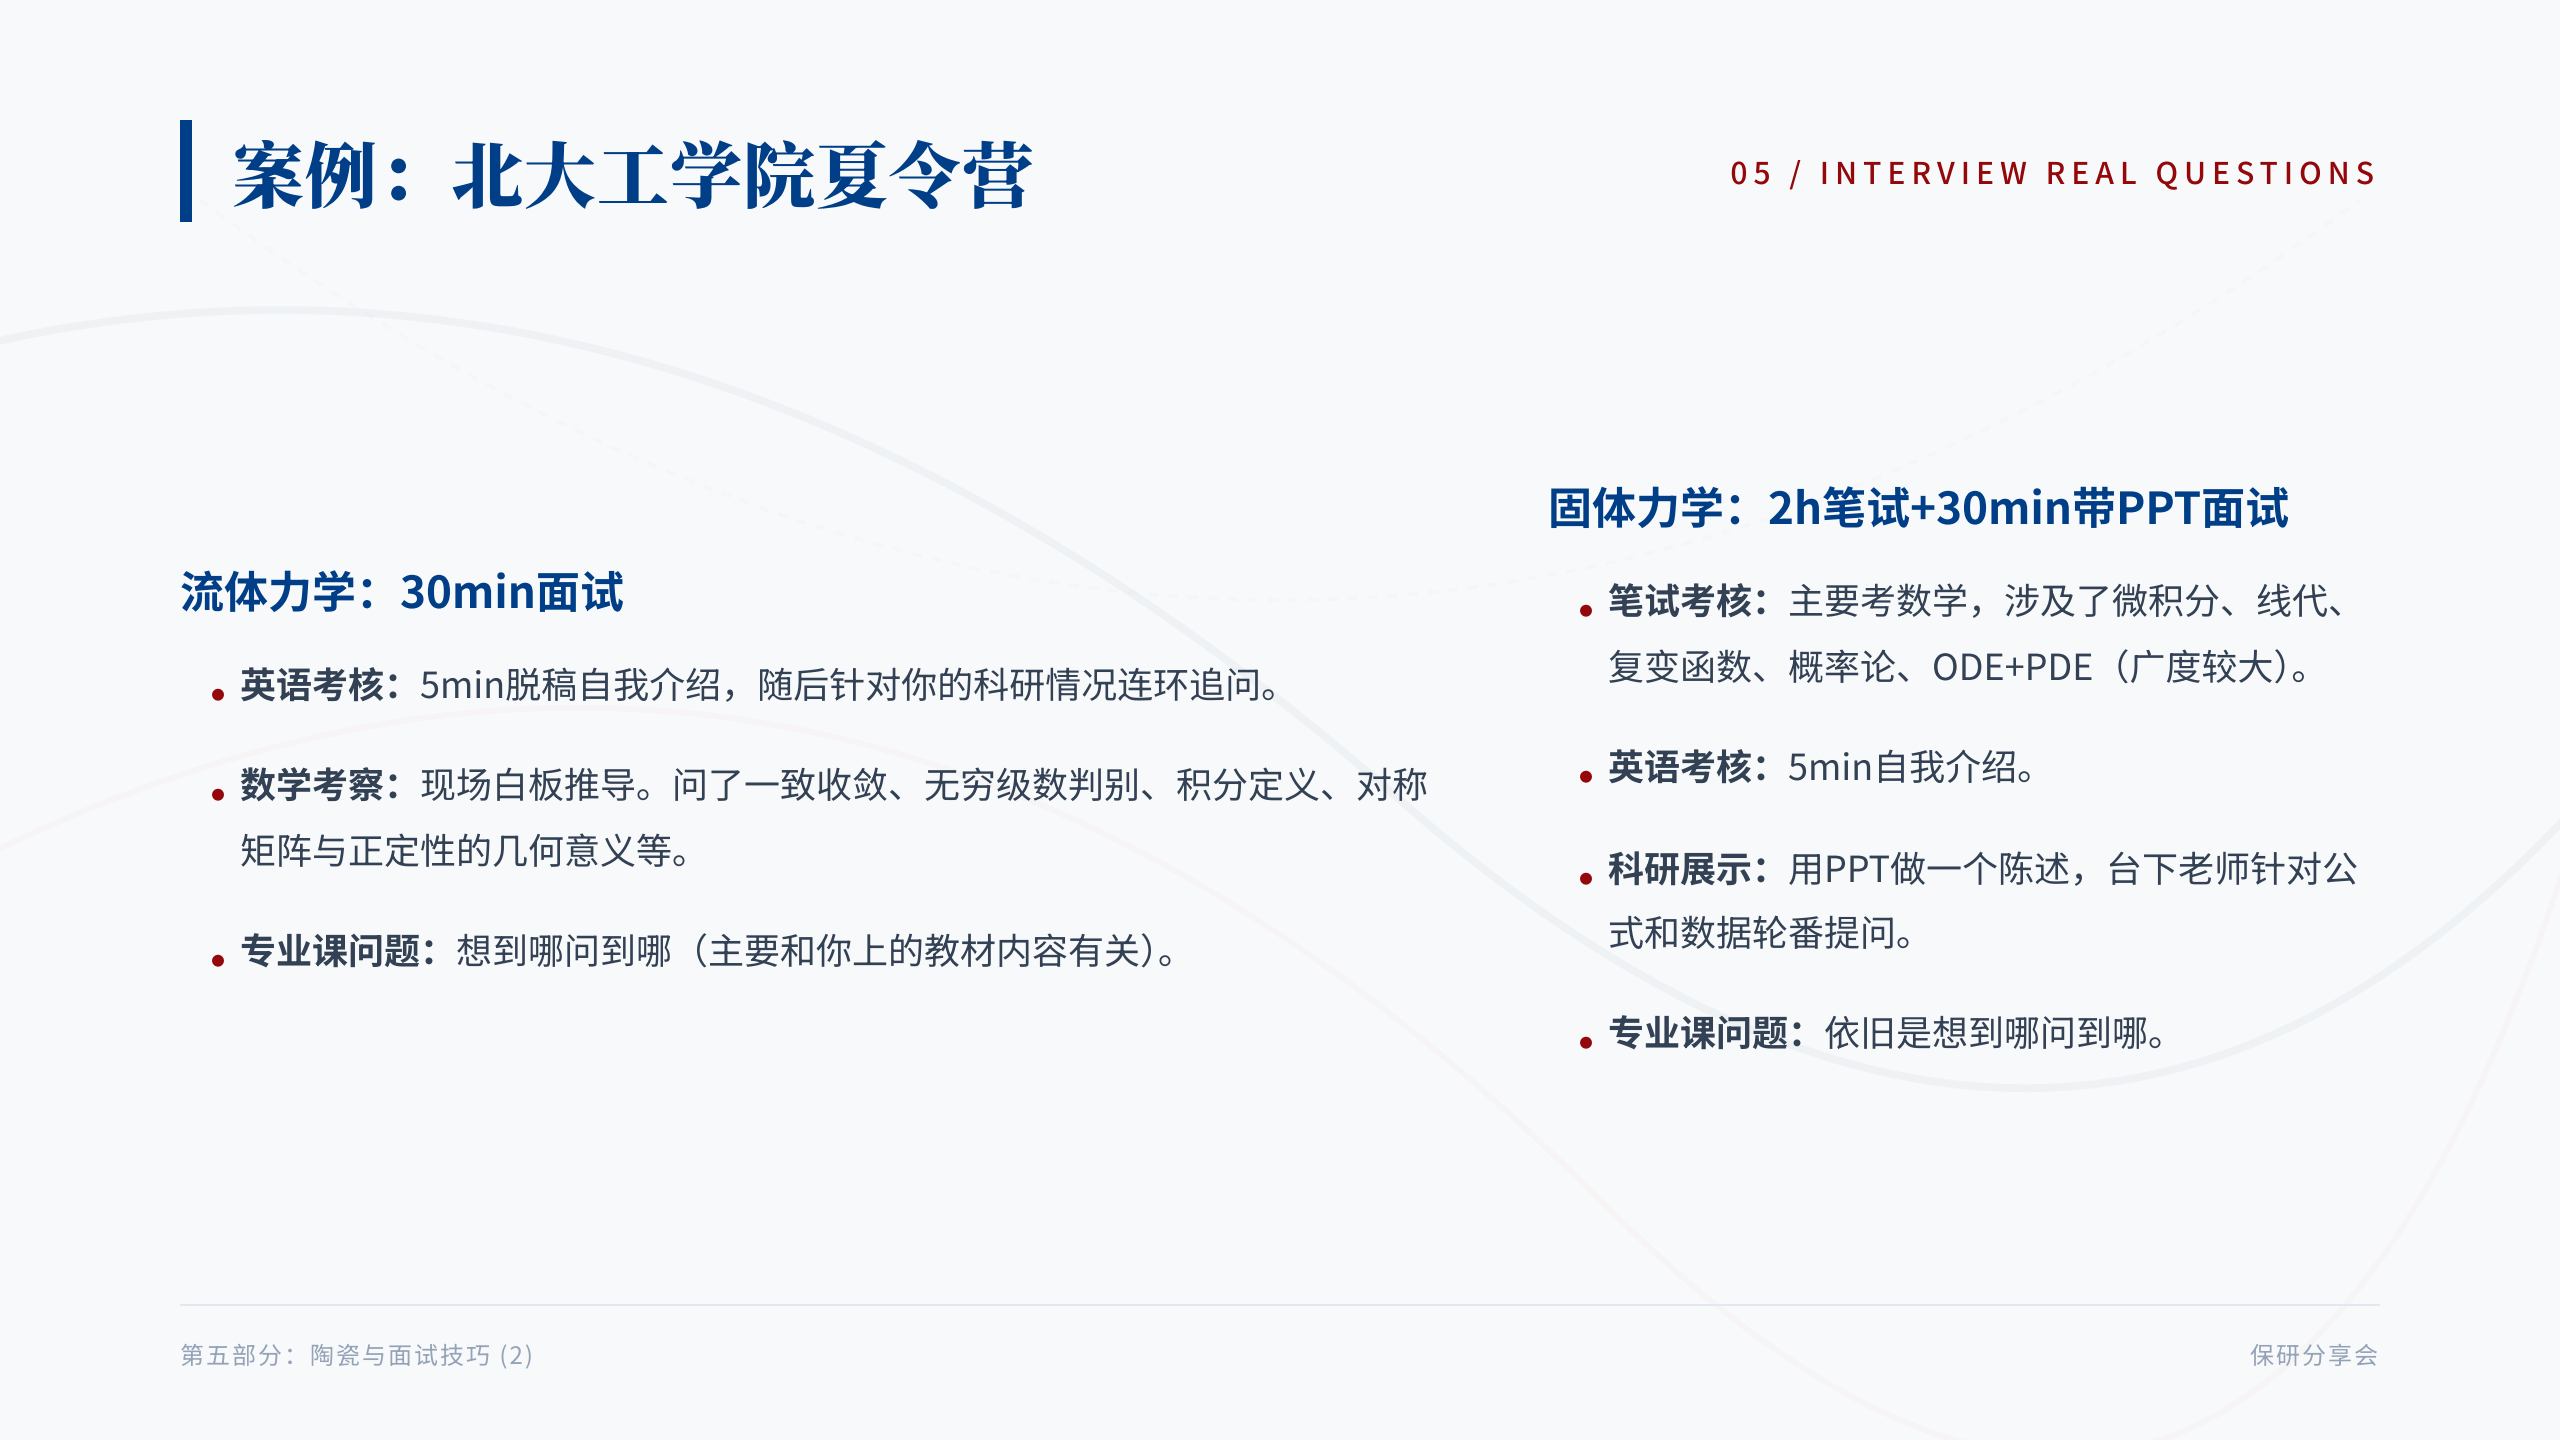 案例：北大工学院夏令营
05 / INTERVIEW REAL QUESTIONS
流体力学：30min面试
英语考核：5min脱稿自我介绍，随后针对你的科研情况连环追问。
数学考察：现场白板推导。问了一致收敛、无穷级数判别、积分定义、对称
矩阵与正定性的几何意义等。
专业课问题：想到哪问到哪（主要和你上的教材内容有关）。
固体力学：2h笔试+30min带PPT面试
笔试考核：主要考数学，涉及了微积分、线代、
复变函数、概率论、ODE+PDE（广度较大）。
英语考核：5min自我介绍。
科研展示：用PPT做一个陈述，台下老师针对公
式和数据轮番提问。
专业课问题：依旧是想到哪问到哪。
第五部分：陶瓷与面试技巧 (2)
保研分享会